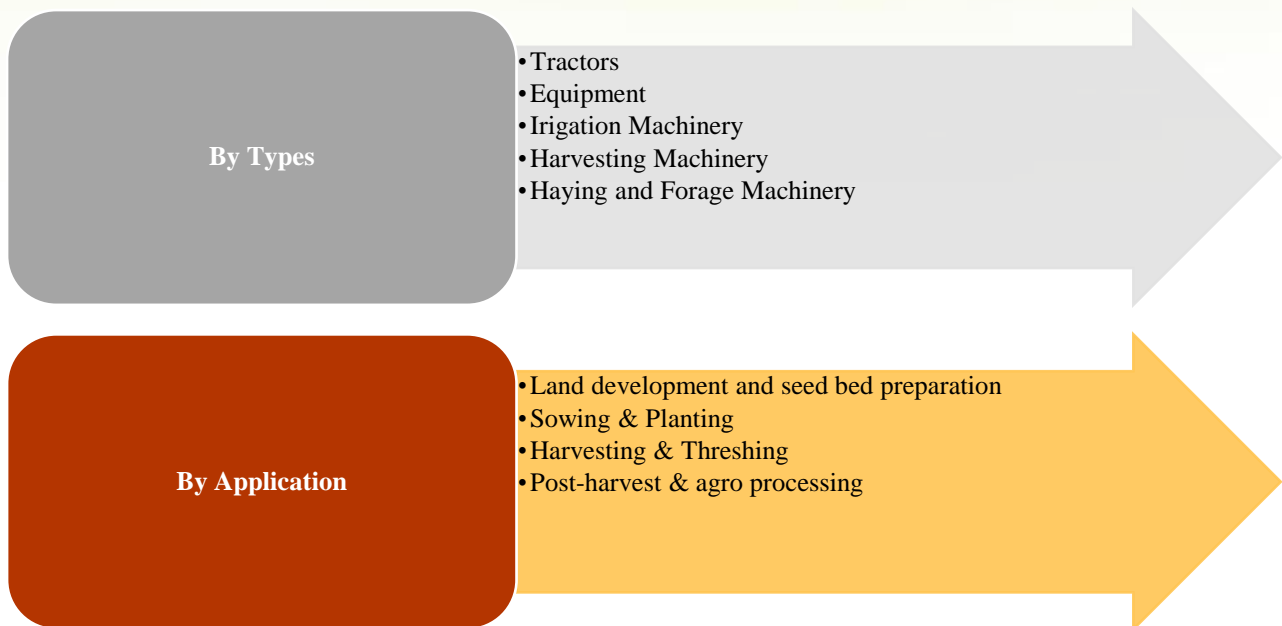 By Types
•Tractors
•Equipment
•Irigation Machinery
•Harvesting Machinery
•Haying and Forage Machinery
By Application
•Land development and seed bed preparation
•Sowing & Planting
•Harvesting & Threshing
•Post-harvest & agro processing